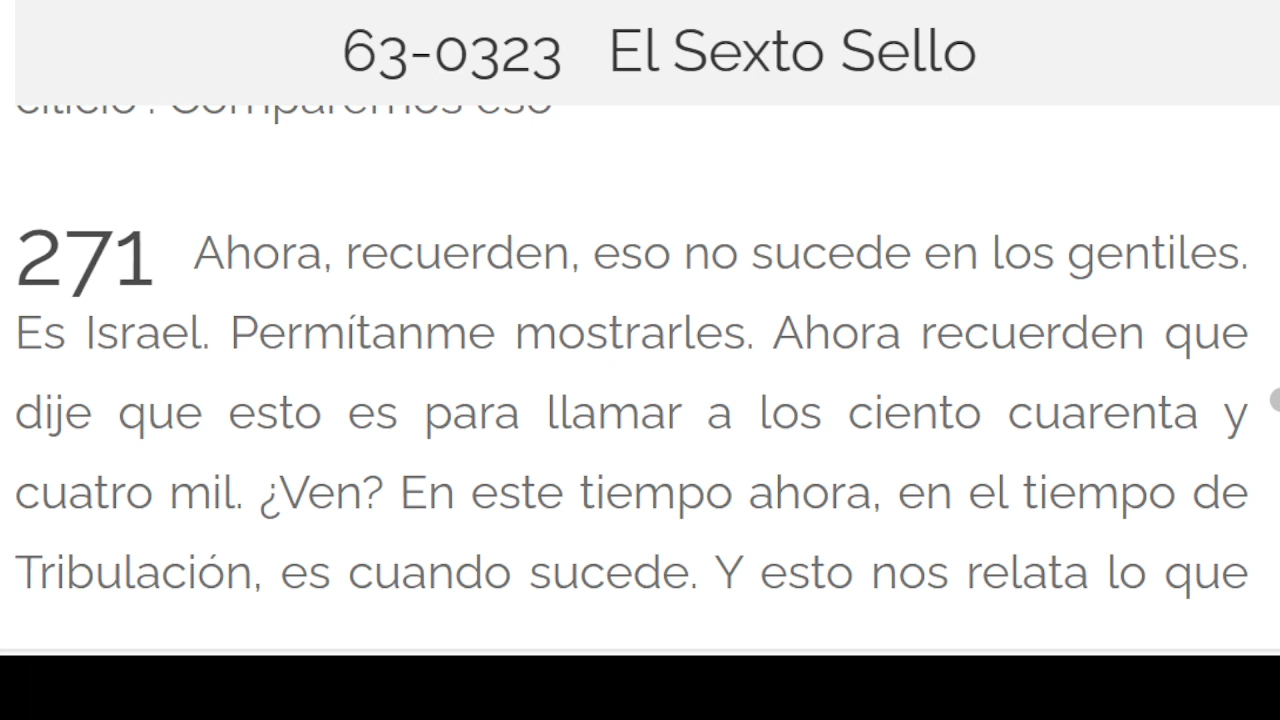 63-0323 El Sexto Sello
Comparemos eso
271 Ahora, recuerden, eso no sucede en los gentiles.
Es Israel. Permítanme mostrarles. Ahora recuerden que
dije que esto es para llamar a los ciento cuarenta y
cuatro mil. ¿Ven? En este tiempo ahora, en el tiempo de
Tribulación, es cuando sucede. Y esto nos relata lo que